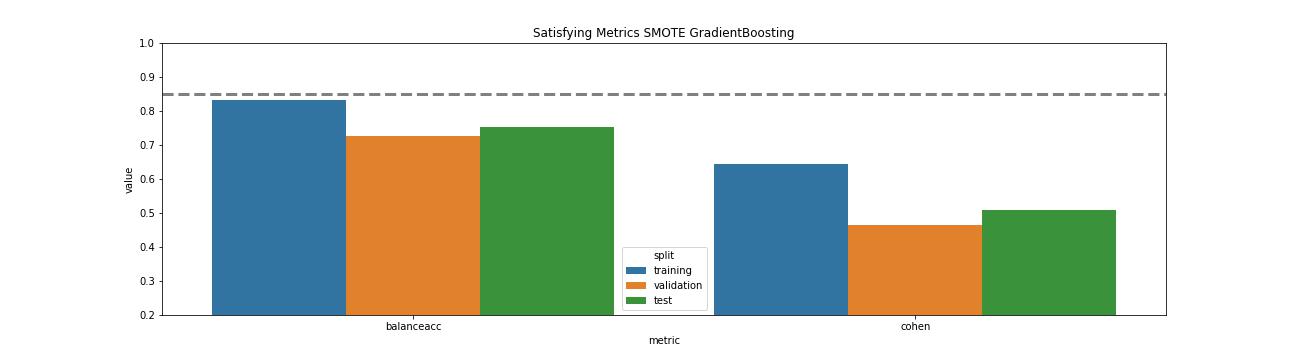 Satisfying Metrics SMOTE GradientBoosting
1.0
0.9
0.8
0.7
0.6
0.5
0.4
0.3
0.2
value
split
training
validation
test
balanceacc
cohen
metric